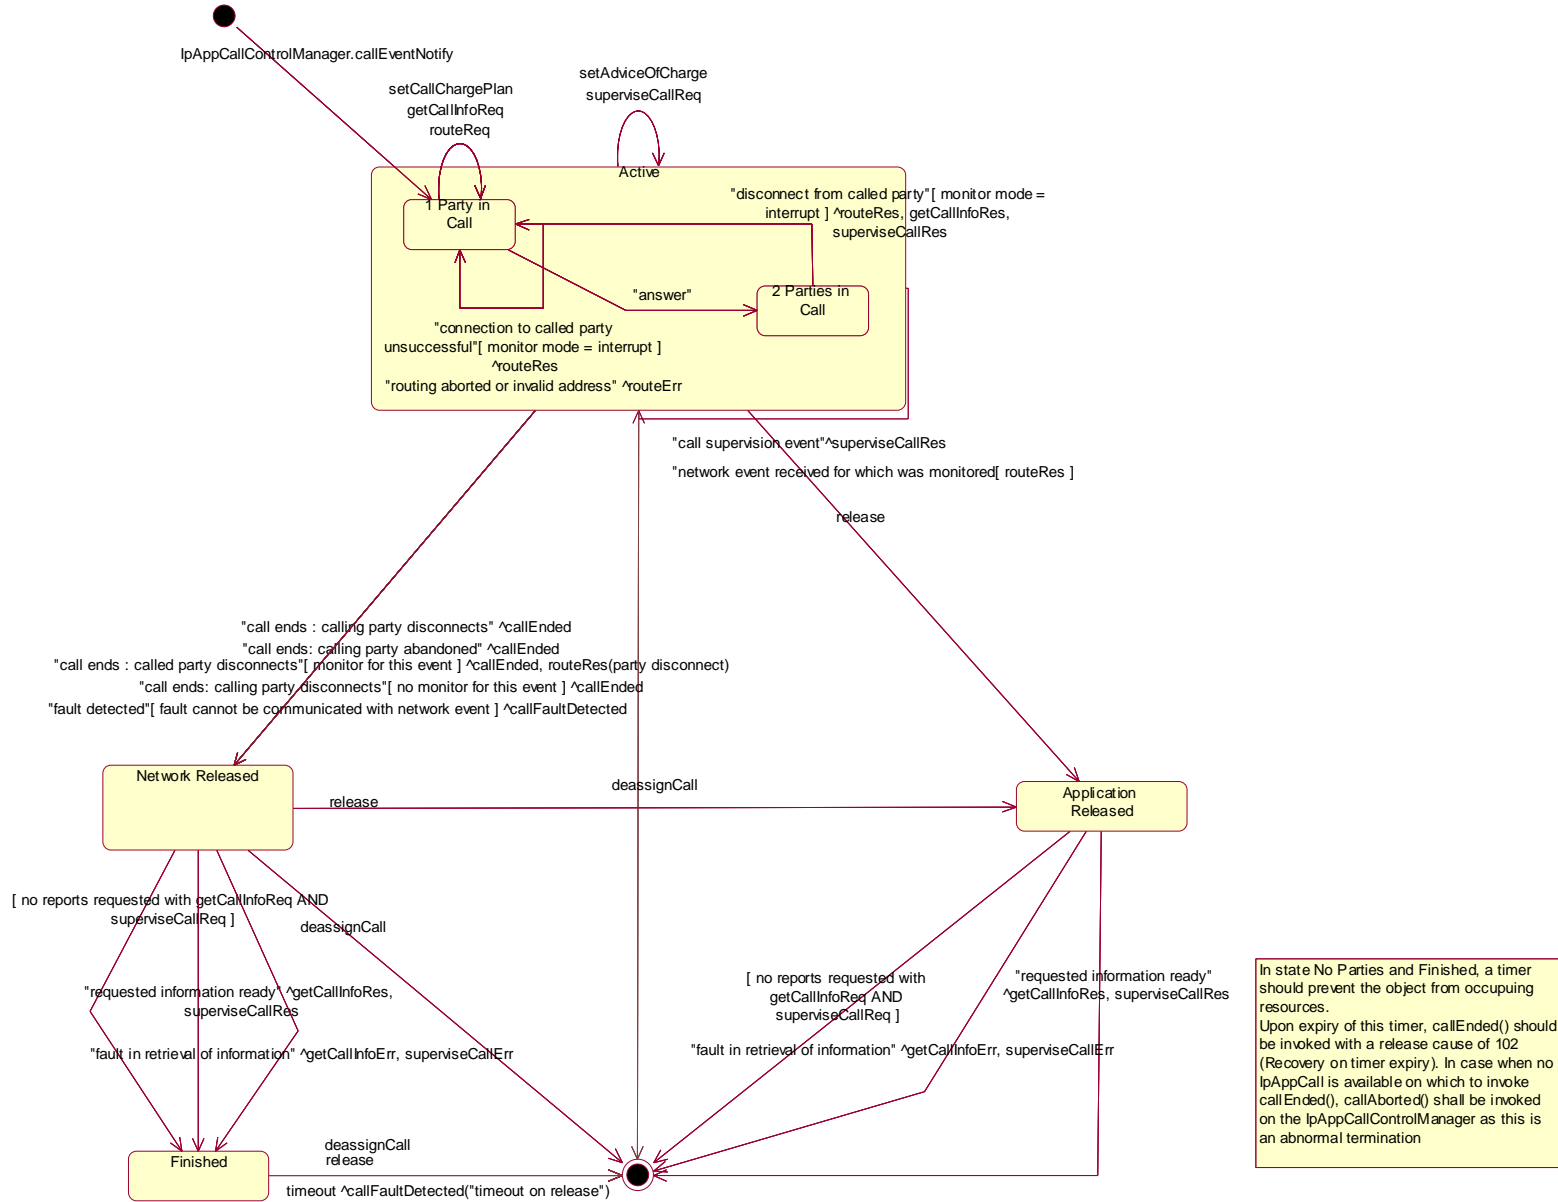 IpAppCallControlManager.callEventNotify
setCallChargePlan
getCallInfoReq
routeReq
setAdviceOfCharge
superviseCallReq
Active
1 Party in
Call
"disconnect from called party"[ monitor mode =
interrupt ] ^routeRes, getCallInfoRes,
superviseCallRes
"answer"
2 Parties in
Call
"connection to called party
unsuccessful"[ monitor mode = interrupt ]
^routeRes
"routing aborted or invalid address" ^routeErr
"call supervision event"^superviseCallRes
"network event received for which was monitored[ routeRes ]
release
"call ends : calling party disconnects" ^callEnded
"call ends: calling party abandoned" ^callEnded
"call ends : called party disconnects"[ monitor for this event ] ^callEnded, routeRes(party disconnect)
"call ends: calling party disconnects"[ no monitor for this event ] ^callEnded
"fault detected"[ fault cannot be communicated with network event ] ^callFaultDetected
Network Released
release
deassignCall
Application
Released
[ no reports requested with getCallInfoReq AND
superviseCallReq ]
deassignCall
"requested information ready" ^getCallInfoRes,
superviseCallRes
"fault in retrieval of information" ^getCallInfoErr, superviseCallErr
[ no reports requested with
getCallInfoReq AND
superviseCallReq ]
"requested information ready"
^getCallInfoRes, superviseCallRes
"fault in retrieval of information" ^getCallInfoErr, superviseCallErr
In state No Parties and Finished, a timer
should prevent the object from occupuing
resources.
Upon expiry of this timer, callEnded() should
be invoked with a release cause of 102
(Recovery on timer expiry). In case when no
IpAppCall is available on which to invoke
callEnded(), callAborted() shall be invoked
on the IpAppCallControlManager as this is
an abnormal termination
Finished
deassignCall
release
timeout ^callFaultDetected("timeout on release")